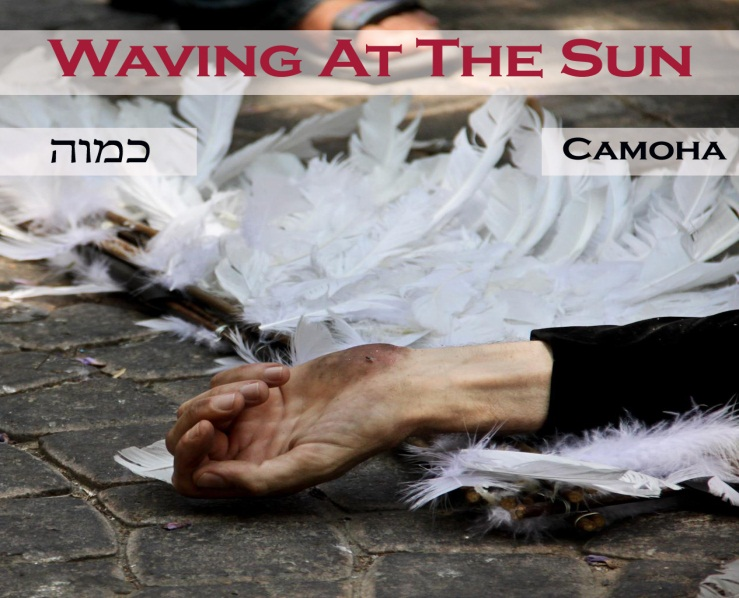 Waving At The Sun
כמוה
Camoha